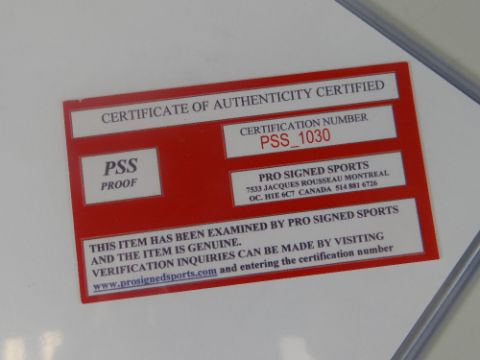 CERTIFICATE OF AUTHENTICITY CERTIFIED
CERTIFICATION NUMBER
PSS_1030
PSS
PROOF
PRO SIGNED SPORTS
7533 JACQUES ROUSSEAU MONTREAL
QC. H1E 6C7 CANADA 514 881 6726
THIS ITEM HAS BEEN EXAMINED BY PRO SIGNED SPORTS
AND THE ITEM IS GENUINE.
VERIFICATION INQUIRIES CAN BE MADE BY VISITING
www.prosignedsports.com and entering the certification number